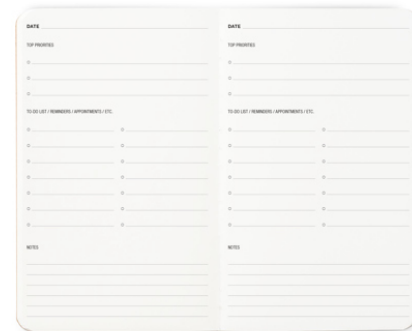 DATE
TOP PRIORITIES
TO DO LIST / REMINDERS / APPOINTMENTS / ETC.
NOTES
DATE
TOP PRIORITIES
TO DO LIST / REMINDERS / APPOINTMENTS / ETC.
NOTES